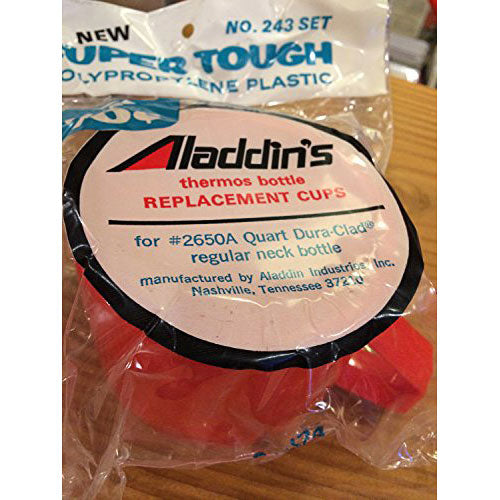 NEW
NO. 243 SET
SUPER TOUGH
POLYPROPYLENE PLASTIC
Aladdin's
thermos bottle
REPLACEMENT CUPS
for #2650A Quart Dura-Clad®
regular neck bottle
manufactured by Aladdin Industries, Inc.
Nashville, Tennessee 37210